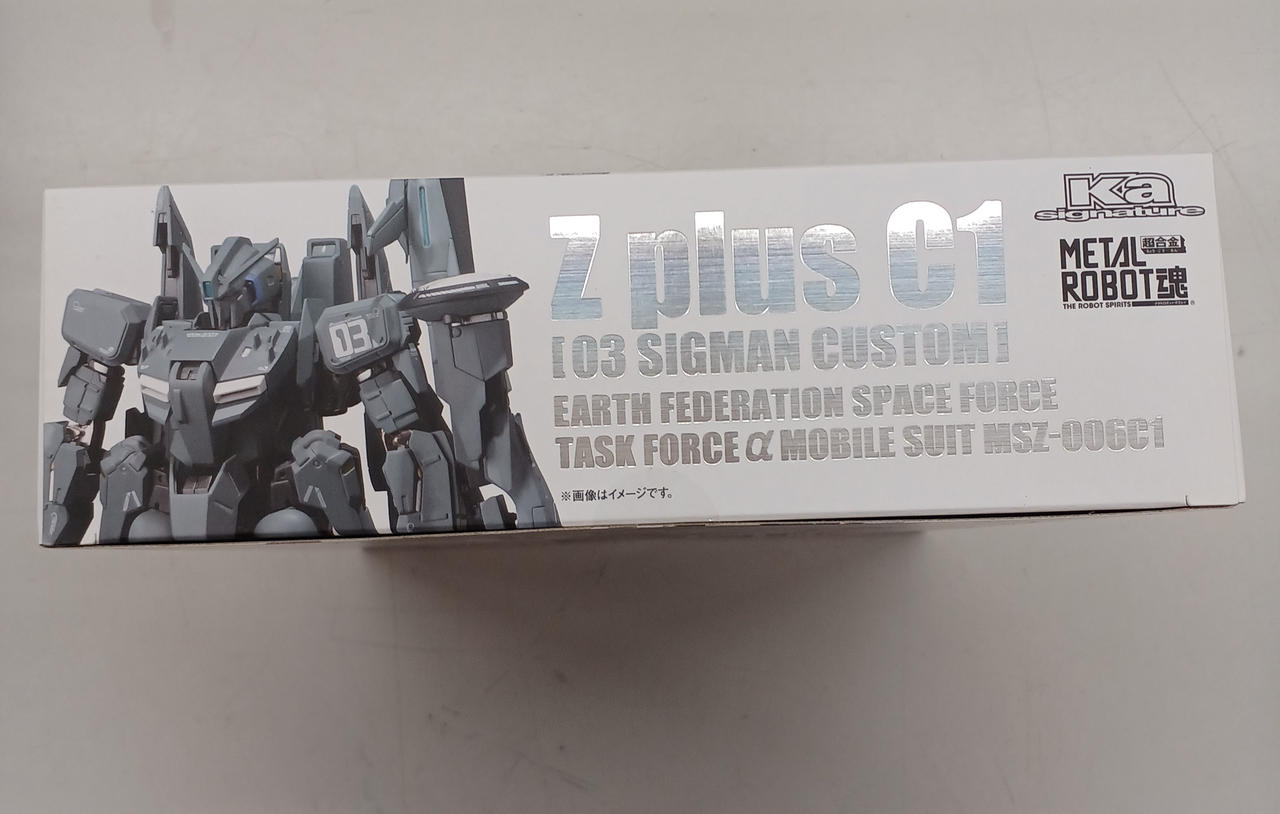 Z plus C1
[03 SIGMAN CUSTOM]
EARTH FEDERATION SPACE FORCE
TASK FORCE α MOBILE SUIT MSZ-006C1
※画像はイメージです。
Ka
signature
超合金
METAL
ROBOT魂
THE ROBOT SPIRITS
03